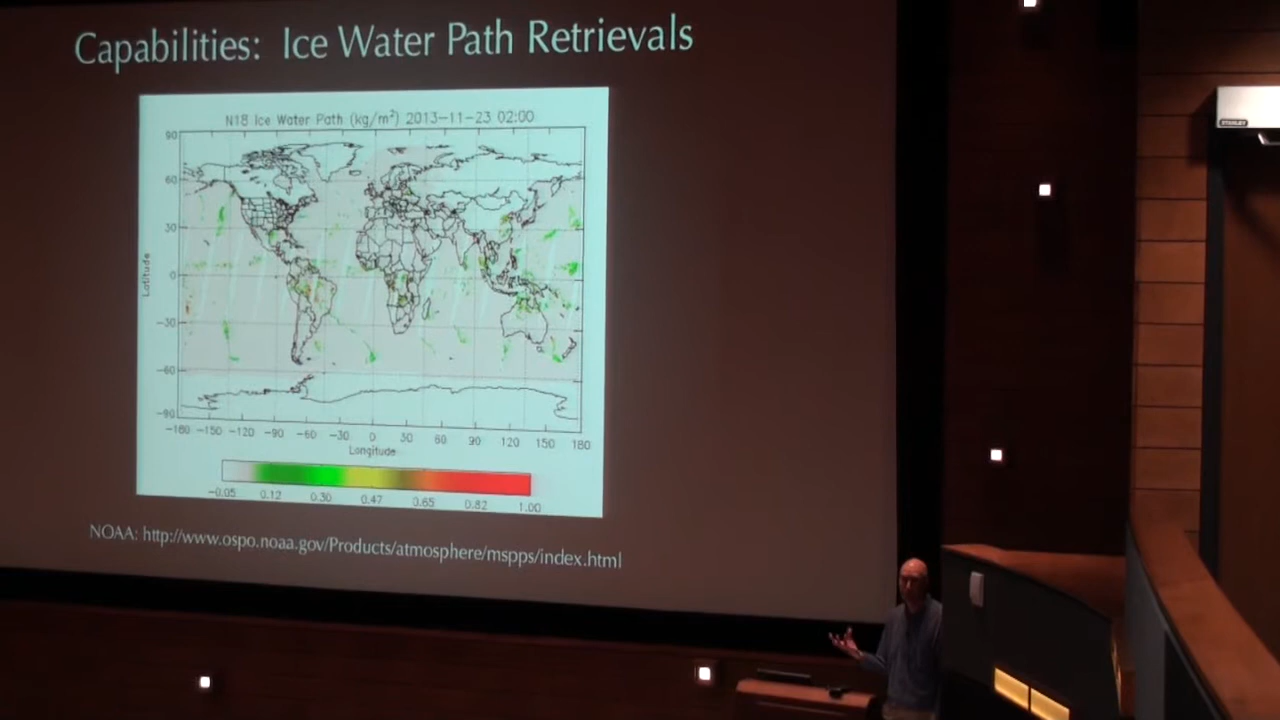 Capabilities: Ice Water Path Retrievals
N18 Ice Water Path (kg/m²) 2013-11-23 02:00
90
60
30
0
-30
-60
-90
Latitude
-180 -150 -120 -90 -60 -30 0 30 60 90 120 150 180
Longitude
-0.05 0.12 0.30 0.47 0.65 0.82 1.00
NOAA: http://www.ospo.noaa.gov/Products/atmosphere/mspps/index.html
STANLEY